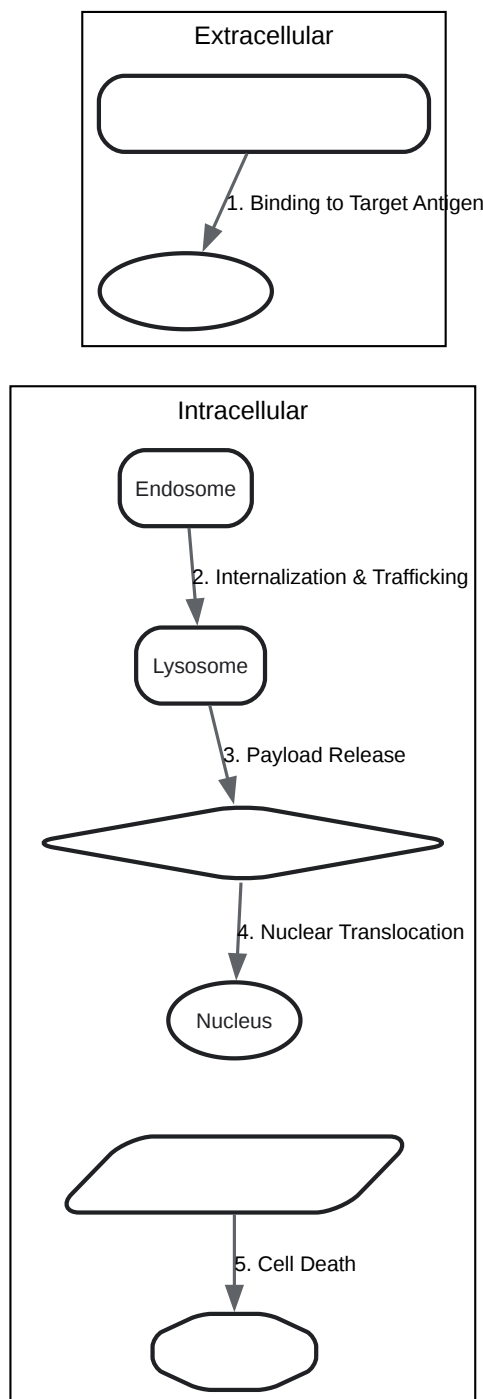 Extracellular
1. Binding to Target Antigen
Intracellular
Endosome
2. Internalization & Trafficking
Lysosome
3. Payload Release
4. Nuclear Translocation
Nucleus
5. Cell Death